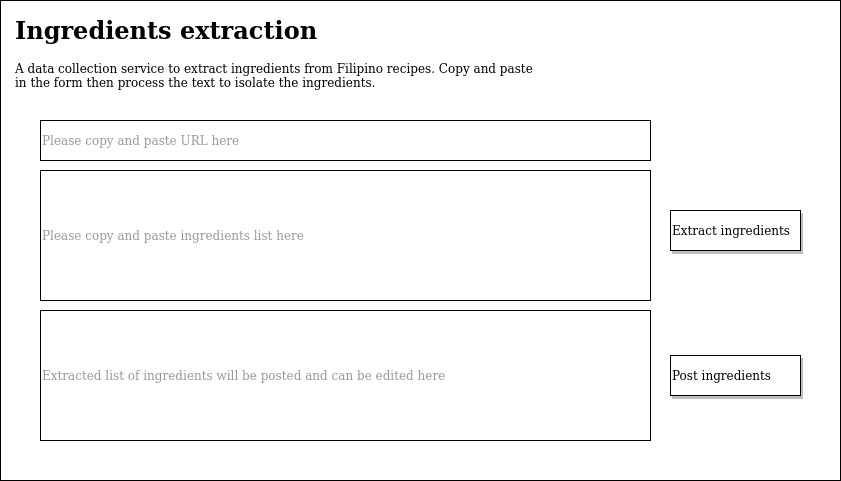 Ingredients extraction
A data collection service to extract ingredients from Filipino recipes. Copy and paste
in the form then process the text to isolate the ingredients.
Please copy and paste URL here
Please copy and paste ingredients list here
Extract ingredients
Extracted list of ingredients will be posted and can be edited here
Post ingredients